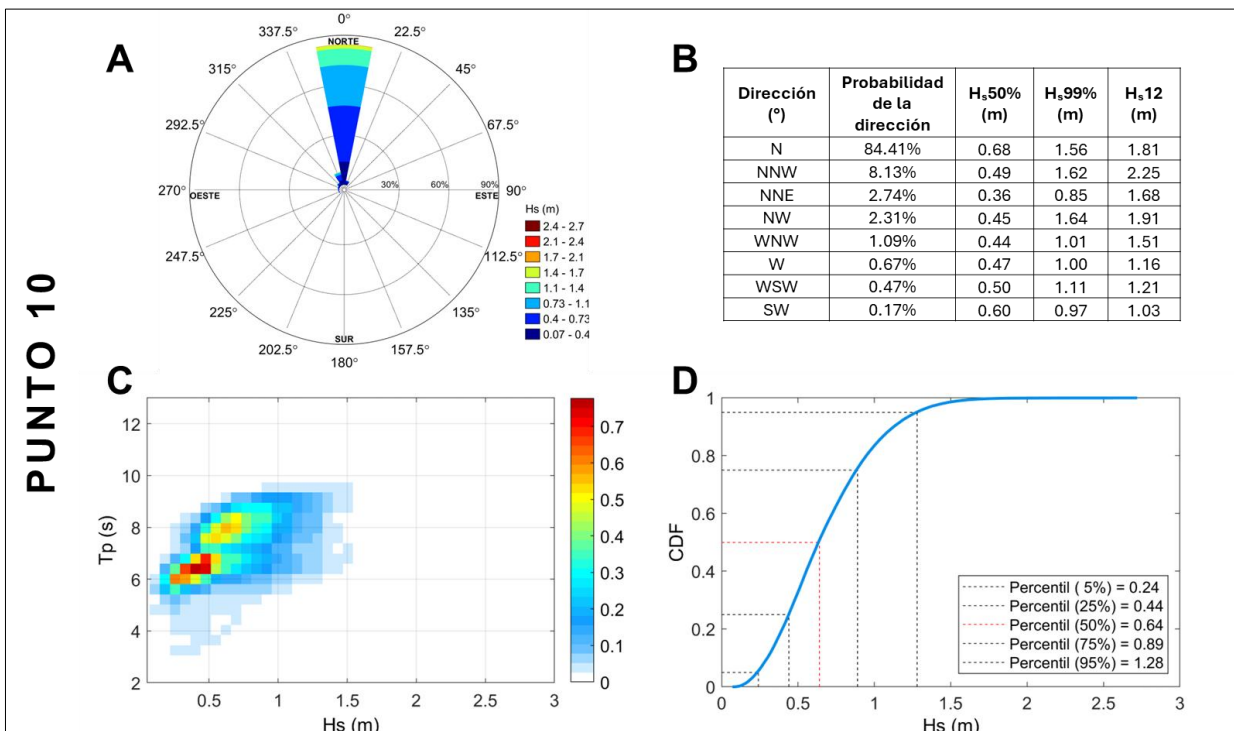 PUNTO 10
A
0°
22.5°
45°
67.5°
90°
112.5°
135°
157.5°
180°
202.5°
225°
247.5°
270°
292.5°
315°
337.5°
NORTE
OESTE
ESTE
SUR
30%
60%
90%
Hs (m)
2.4 - 2.7
2.1 - 2.4
1.7 - 2.1
1.4 - 1.7
1.1 - 1.4
0.73 - 1.1
0.4 - 0.73
0.07 - 0.4
B
Dirección (°) Probabilidad de la dirección Hs50% (m) Hs99% (m) Hs12 (m)
N 84.41% 0.68 1.56 1.81
NNW 8.13% 0.49 1.62 2.25
NNE 2.74% 0.36 0.85 1.68
NW 2.31% 0.45 1.64 1.91
WNW 1.09% 0.44 1.01 1.51
W 0.67% 0.47 1.00 1.16
WSW 0.47% 0.50 1.11 1.21
SW 0.17% 0.60 0.97 1.03
C
Tp (s)
12
10
8
6
4
2
0.5 1 1.5 2 2.5 3
Hs (m)
0.7
0.6
0.5
0.4
0.3
0.2
0.1
0
D
CDF
1
0.8
0.6
0.4
0.2
0
0 0.5 1 1.5 2 2.5 3
Hs (m)
Percentil ( 5%) = 0.24
Percentil (25%) = 0.44
Percentil (50%) = 0.64
Percentil (75%) = 0.89
Percentil (95%) = 1.28